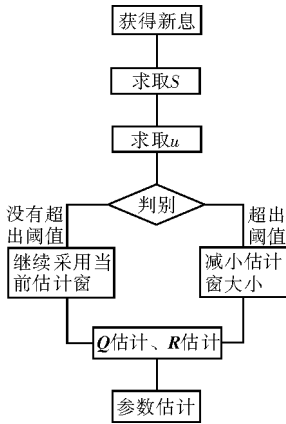 获得新息
求取S
求取u
判别
没有超
出阈值
超出
阈值
继续采用当
前估计窗
减小估计
窗大小
Q估计、R估计
参数估计